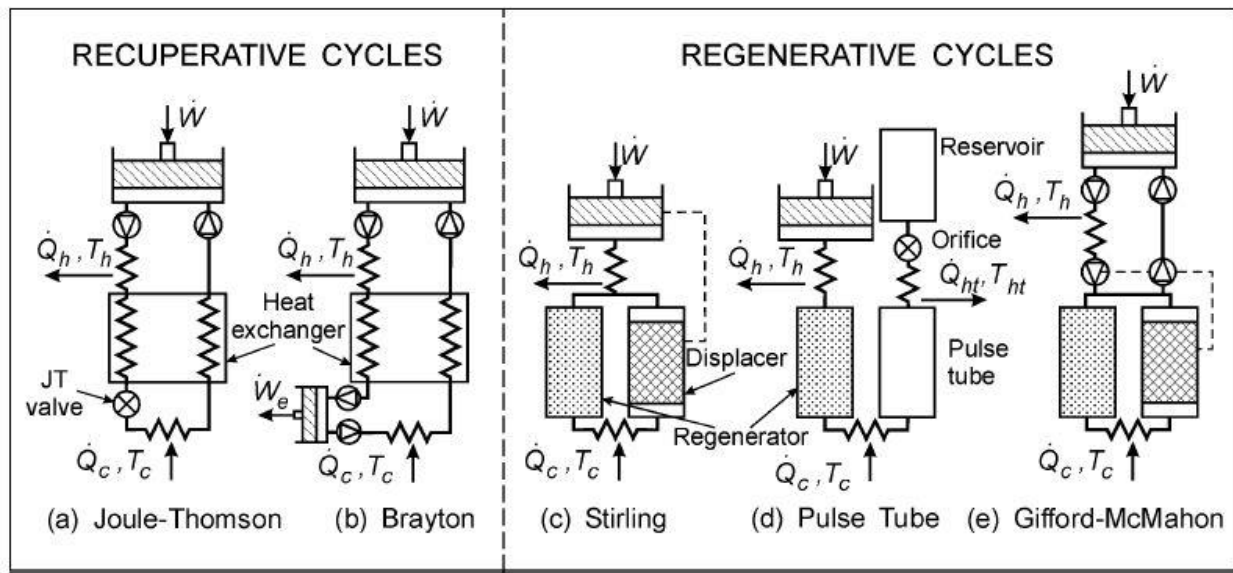 RECUPERATIVE CYCLES
REGENERATIVE CYCLES
Ẇ
Ẇ
Q̇h, Th
Q̇h, Th
Heat
exchanger
JT
valve
Ẇe
Q̇c, Tc
Q̇c, Tc
(a) Joule-Thomson
(b) Brayton
Ẇ
Ẇ
Ẇ
Reservoir
Orifice
Q̇h, Th
Q̇h, Th
Q̇ht, Tht
Q̇h, Th
Displacer
Pulse
tube
Regenerator
Q̇c, Tc
Q̇c, Tc
Q̇c, Tc
(c) Stirling
(d) Pulse Tube
(e) Gifford-McMahon